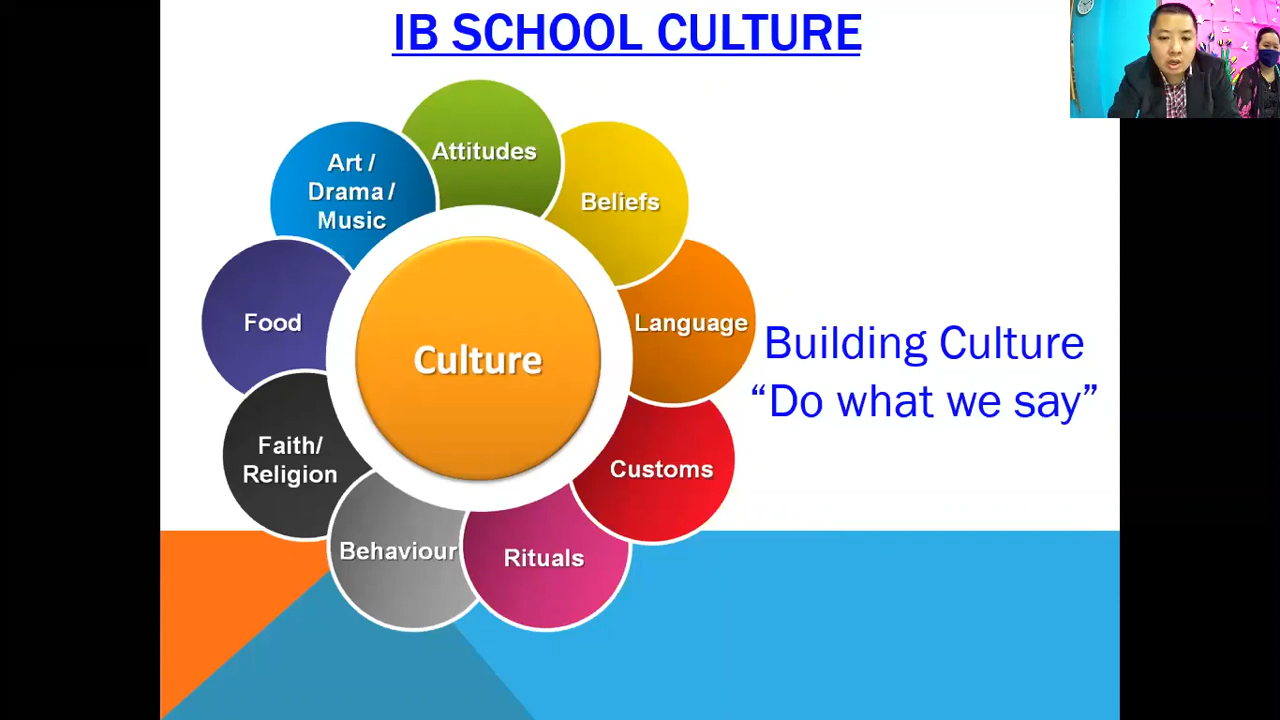 IB SCHOOL CULTURE
Attitudes
Beliefs
Language
Customs
Rituals
Behaviour
Faith/
Religion
Food
Art /
Drama /
Music
Culture
Building Culture
“Do what we say”